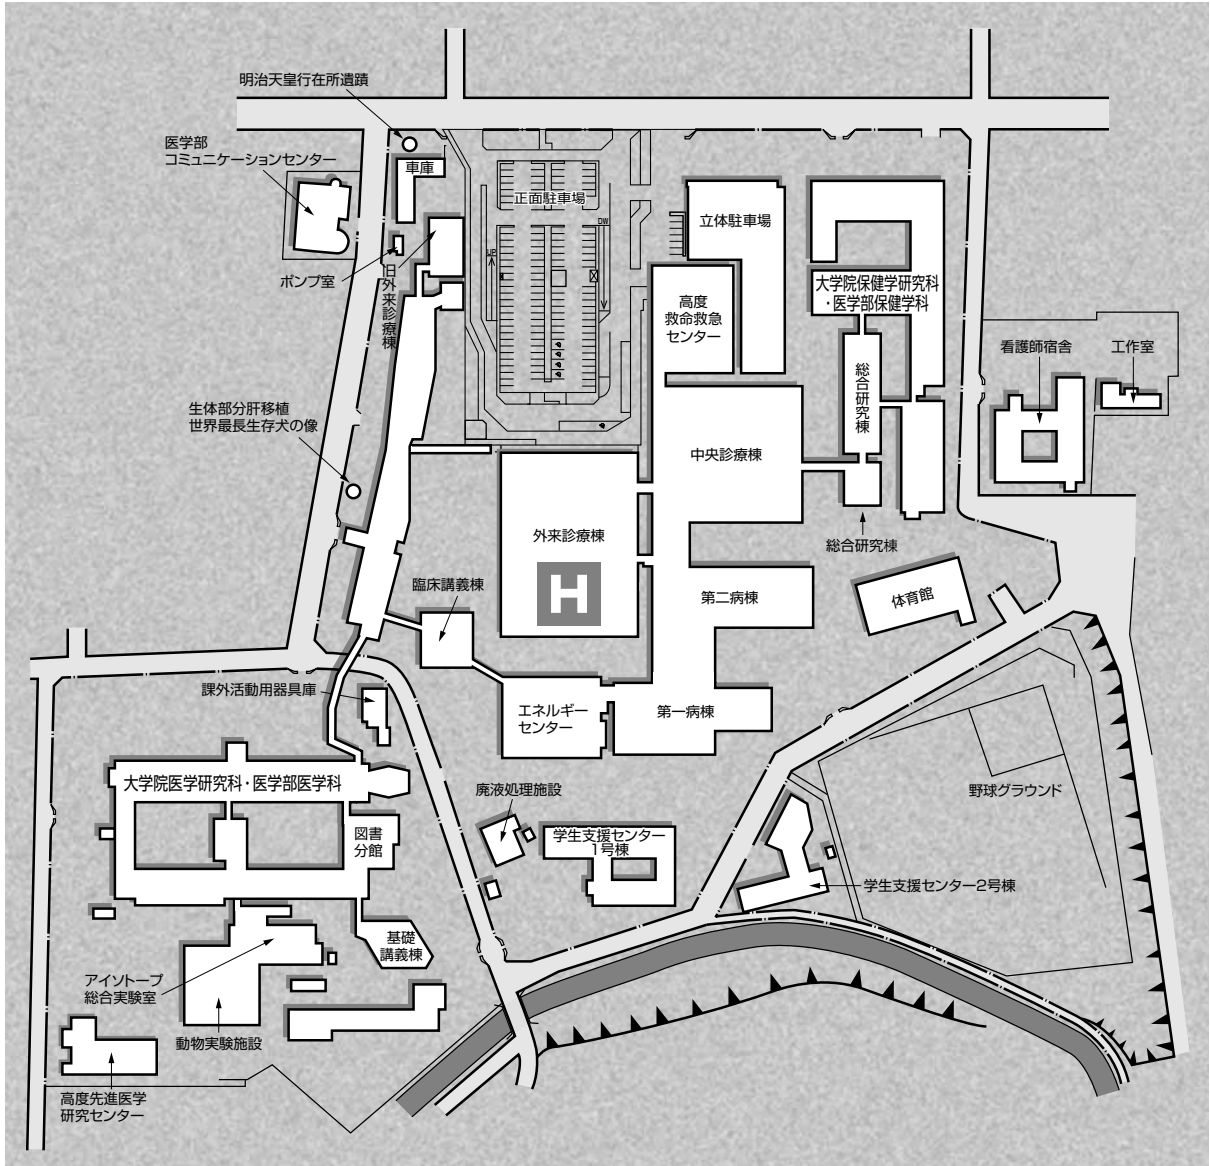 明治天皇行在所遺蹟
医学部
コミュニケーションセンター
車庫
正面駐車場
立体駐車場
DW
UP
ポンプ室
旧外来診療棟
高度
救命救急
センター
大学院保健学研究科
・医学部保健学科
看護師宿舎
工作室
総合研究棟
生体部分肝移植
世界最長生存犬の像
中央診療棟
外来診療棟
H
総合研究棟
臨床講義棟
第二病棟
体育館
課外活動用器具庫
エネルギー
センター
第一病棟
大学院医学研究科・医学部医学科
廃液処理施設
野球グラウンド
図書
分館
学生支援センター
1号棟
学生支援センター2号棟
基礎
講義棟
アイソトープ
総合実験室
動物実験施設
高度先進医学
研究センター